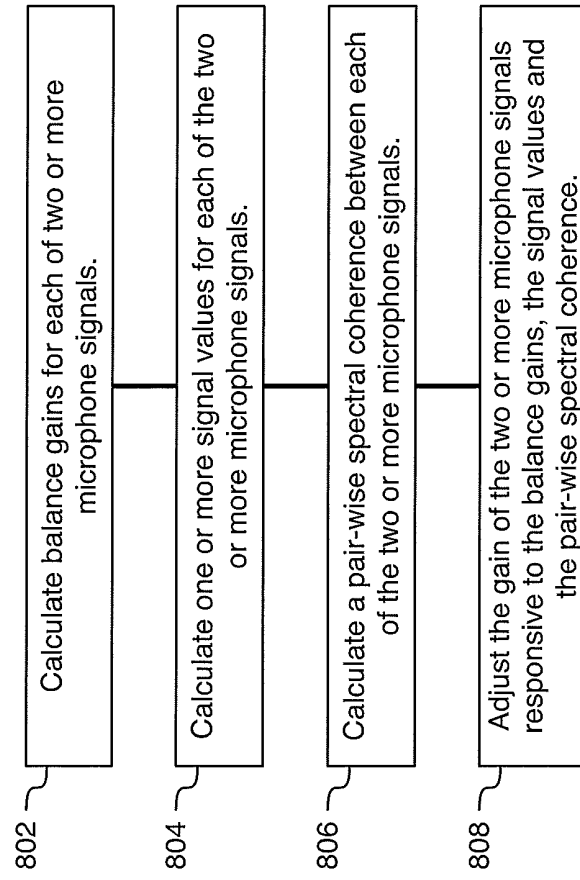 802
Calculate balance gains for each of two or more
microphone signals.
804
Calculate one or more signal values for each of the two
or more microphone signals.
806
Calculate a pair-wise spectral coherence between each
of the two or more microphone signals.
808
Adjust the gain of the two or more microphone signals
responsive to the balance gains, the signal values and
the pair-wise spectral coherence.